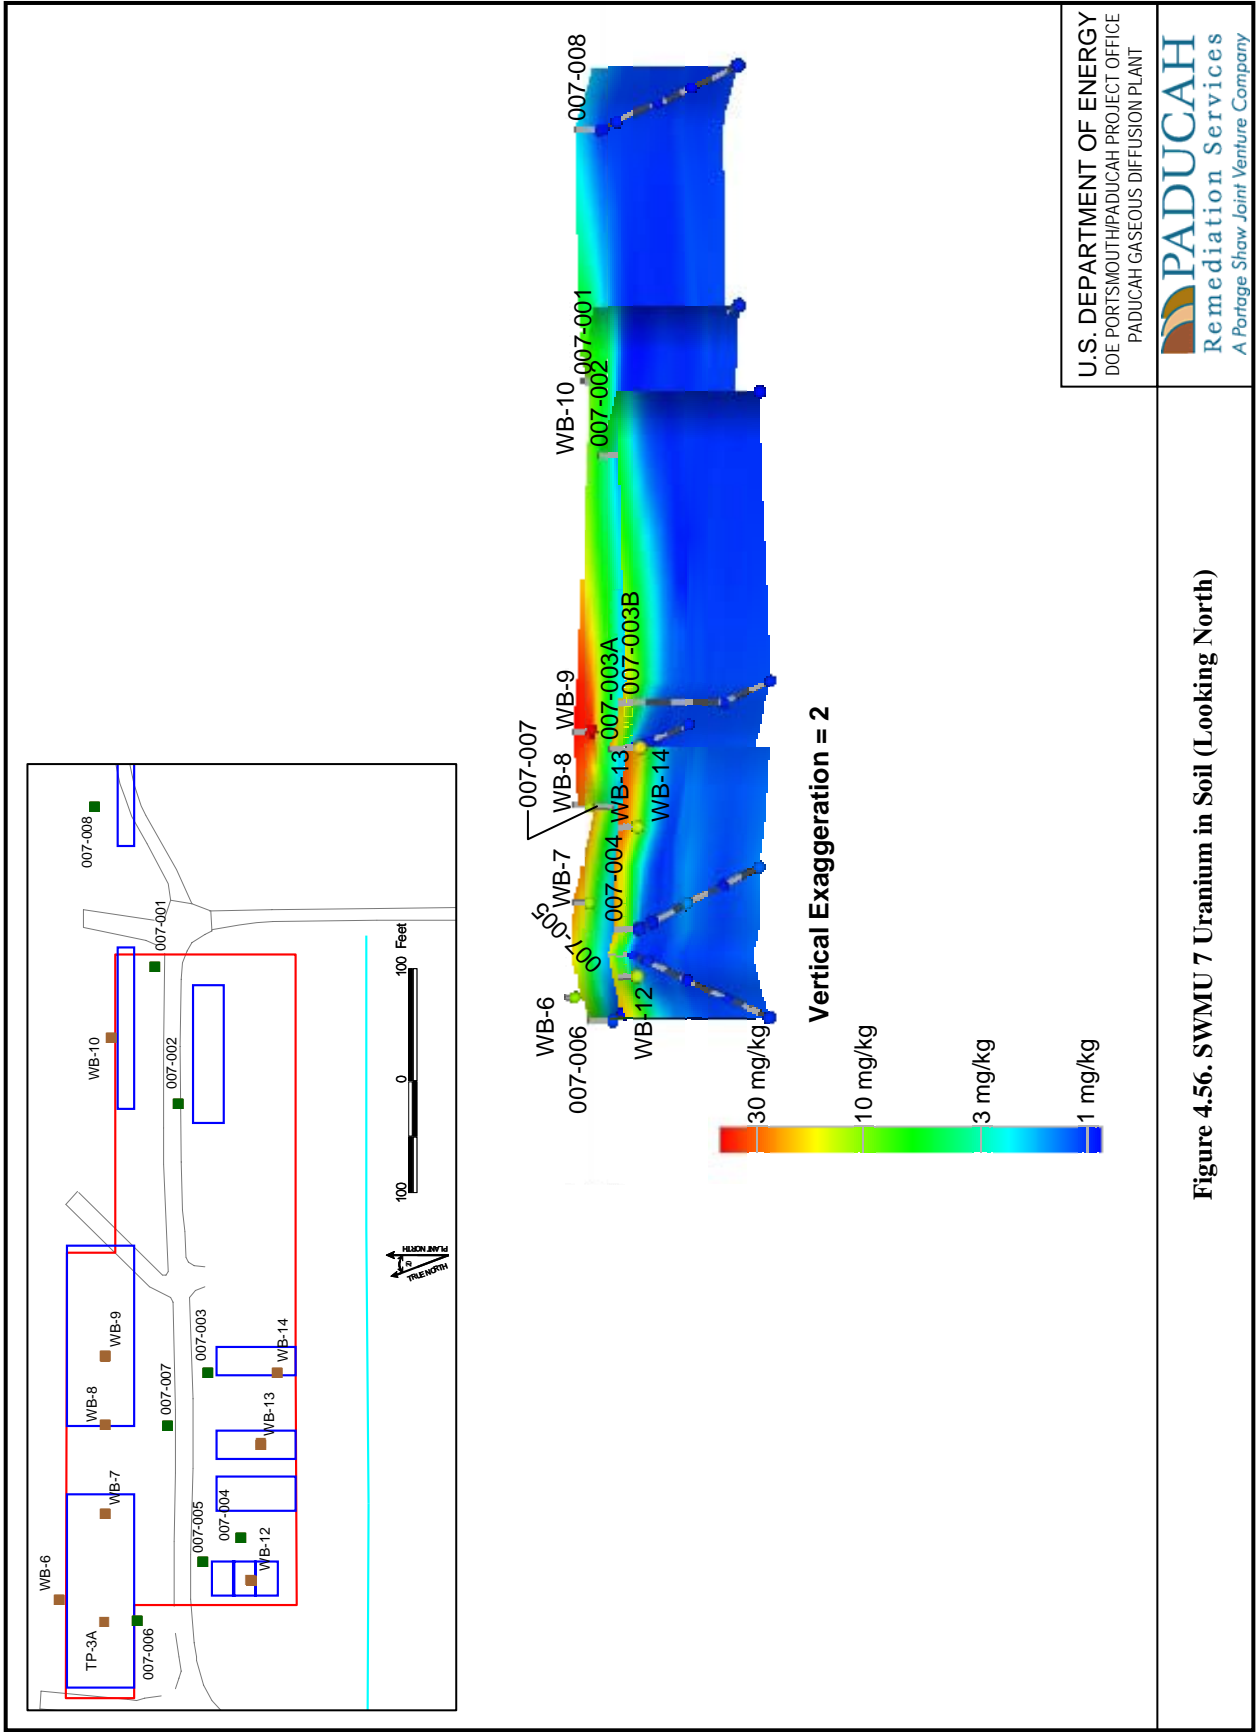 WB-6
TP-3A
007-006
WB-7
WB-8
WB-9
007-007
007-005
007-004
WB-12
WB-13
007-003
WB-14
WB-10
007-002
007-001
007-008
TRUE NORTH
PLANT NORTH
100
0
100 Feet
WB-6
007-006
WB-12
007-005
WB-7
007-004
007-007
WB-8
WB-13
WB-14
WB-9
007-003A
007-003B
WB-10
007-002
007-001
007-008
Vertical Exaggeration = 2
30 mg/kg
10 mg/kg
3 mg/kg
1 mg/kg
U.S. DEPARTMENT OF ENERGY
DOE PORTSMOUTH/PADUCAH PROJECT OFFICE
PADUCAH GASEOUS DIFFUSION PLANT
PADUCAH
Remediation Services
A Portage Shaw Joint Venture Company
Figure 4.56. SWMU 7 Uranium in Soil (Looking North)